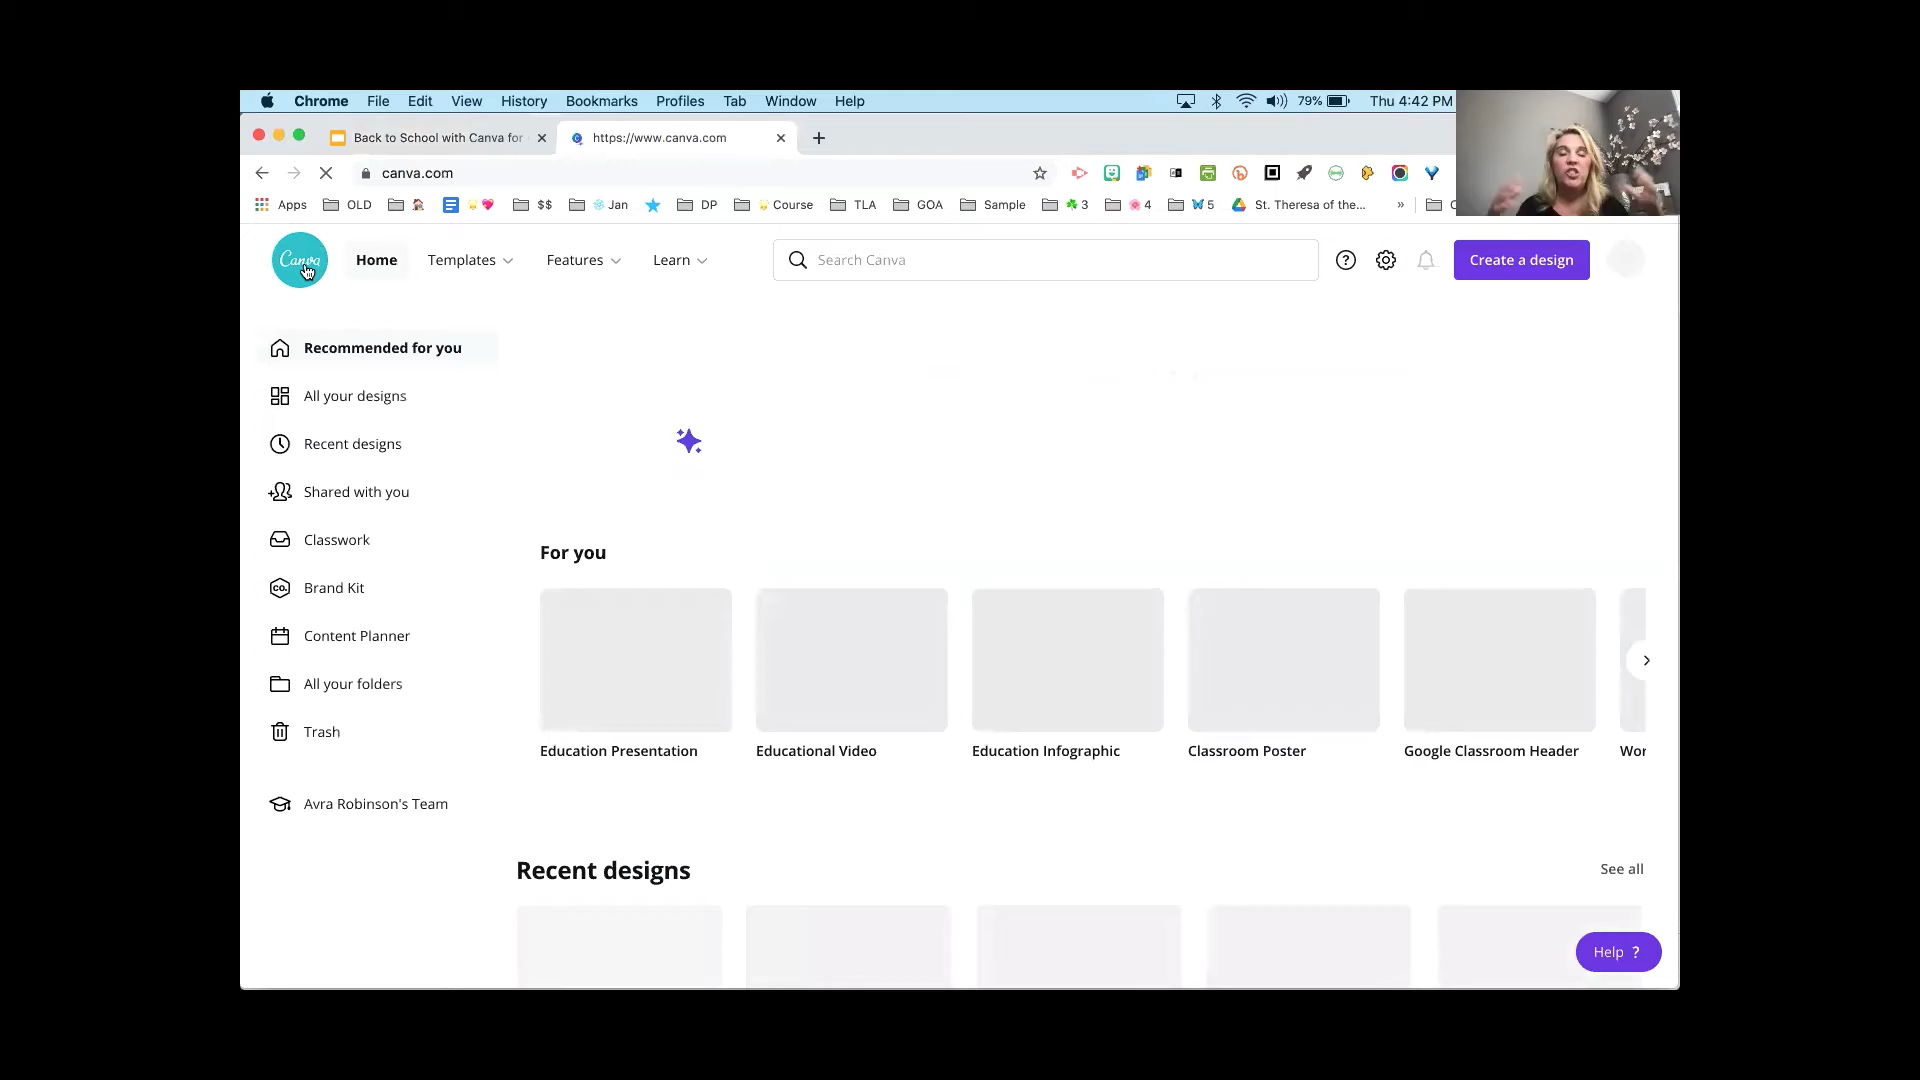 Chrome File Edit View History Bookmarks Profiles Tab Window Help 79% Thu 4:42 PM
Back to School with Canva for https://www.canva.com
canva.com
Apps OLD $$ Jan DP Course TLA GOA Sample 3 4 5 St. Theresa of the... »
Canva Home Templates Features Learn Search Canva Create a design
Recommended for you
All your designs
Recent designs
Shared with you
Classwork
Brand Kit
Content Planner
All your folders
Trash
Avra Robinson's Team
For you
Education Presentation Educational Video Education Infographic Classroom Poster Google Classroom Header Wor
Recent designs See all
Help ?